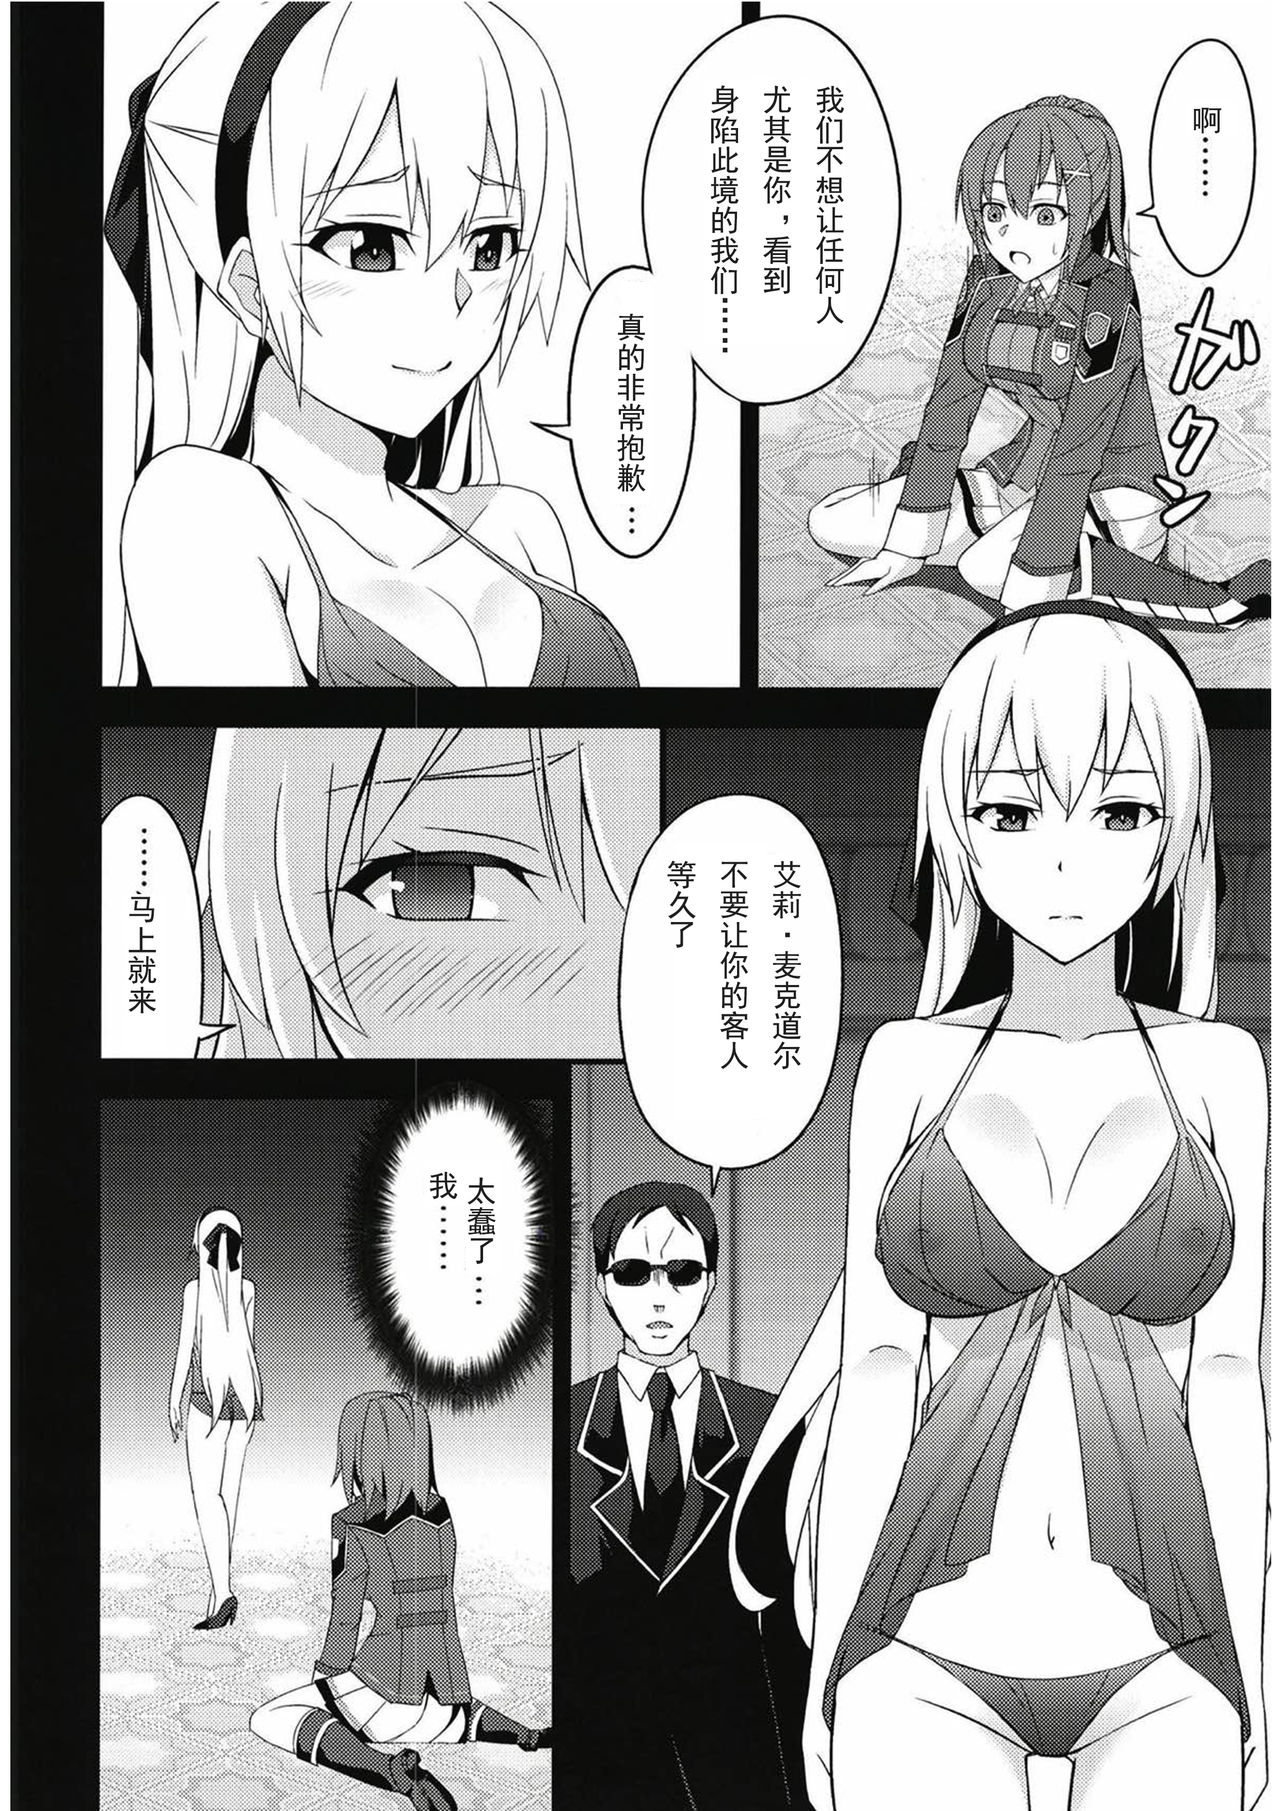 啊……
ガクン
我们不想让任何人
尤其是你，看到
身陷此境的我们……
真的非常抱歉…
艾莉·麦克道尔
不要让你的客人
等久了
……马上就来
太蠢了…
我……